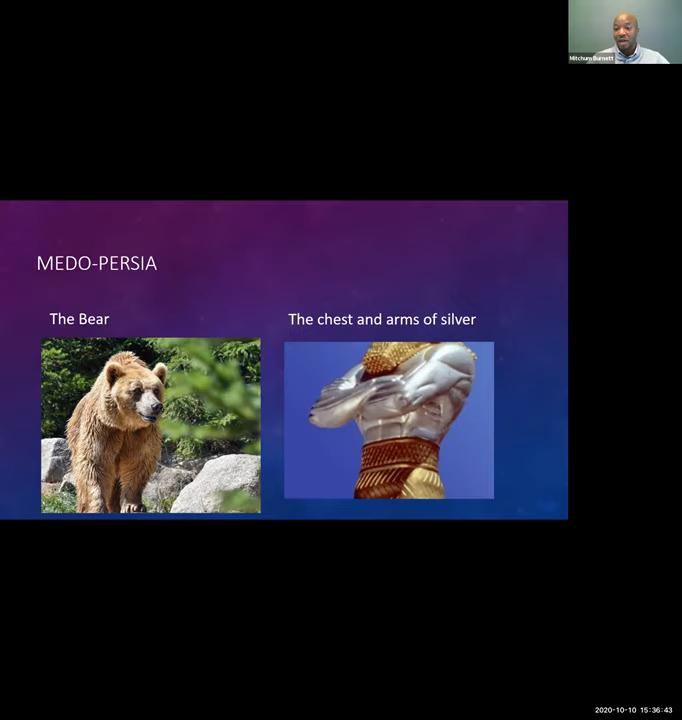 Mitchum Burnett
MEDO-PERSIA
The Bear
The chest and arms of silver
2020-10-10 15:36:43